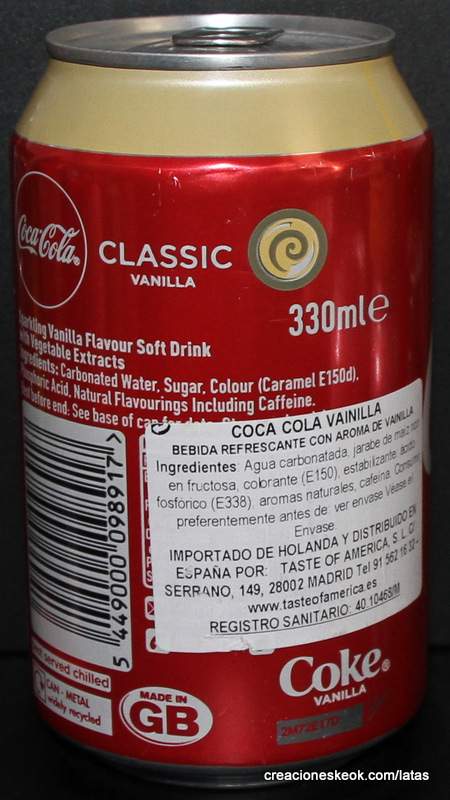 Coca-Cola®
CLASSIC
VANILLA
330ml e
Sparkling Vanilla Flavour Soft Drink
with Vegetable Extracts
Ingredients: Carbonated Water, Sugar, Colour (Caramel E150d),
Phosphoric Acid, Natural Flavourings Including Caffeine.
Best before end: See base of can for date.
COCA COLA VAINILLA
BEBIDA REFRESCANTE CON AROMA DE VAINILLA
Ingredientes: Agua carbonatada, jarabe de maíz
en fructosa, colorante (E150), estabilizante: ácido
fosfórico (E338), aromas naturales, cafeína.
preferentemente antes de: ver envase Véase el
Envase.
IMPORTADO DE HOLANDA Y DISTRIBUIDO EN
ESPAÑA POR: TASTE OF AMERICA, S.L. C/
SERRANO, 149, 28002 MADRID Tel 91 562 16 32-
www.tasteofamerica.es
REGISTRO SANITARIO: 40.10468/M
5 449000 098917 >
served chilled
CAN - METAL
widely recycled
MADE IN
GB
Coke®
VANILLA
creacioneskeok.com/latas